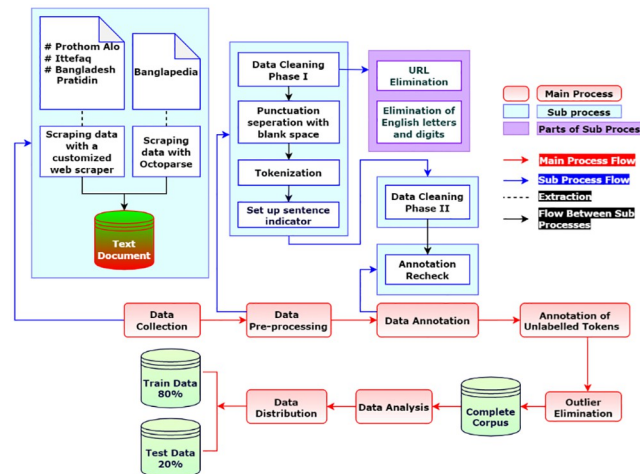 # Prothom Alo
# Ittefaq
# Bangladesh
Pratidin
Banglapedia
Scraping data
with a
customized web
scraper
Scraping data
with Octoparse
Text
Document
Data Cleaning
Phase I
Punctuation
seperation with
blank space
Tokenization
Set up sentence
indicator
URL
Elimination
Elimination of
English letters
and digits
Data Cleaning
Phase II
Annotation
Recheck
Main Process
Sub process
Parts of Sub Proces
Main Process Flow
Sub Process Flow
Extraction
Flow Between Sub
Processes
Data
Collection
Data
Pre-processing
Data Annotation
Annotation of
Unlabelled Tokens
Train Data
80%
Test Data
20%
Data
Distribution
Data Analysis
Complete
Corpus
Outlier
Elimination